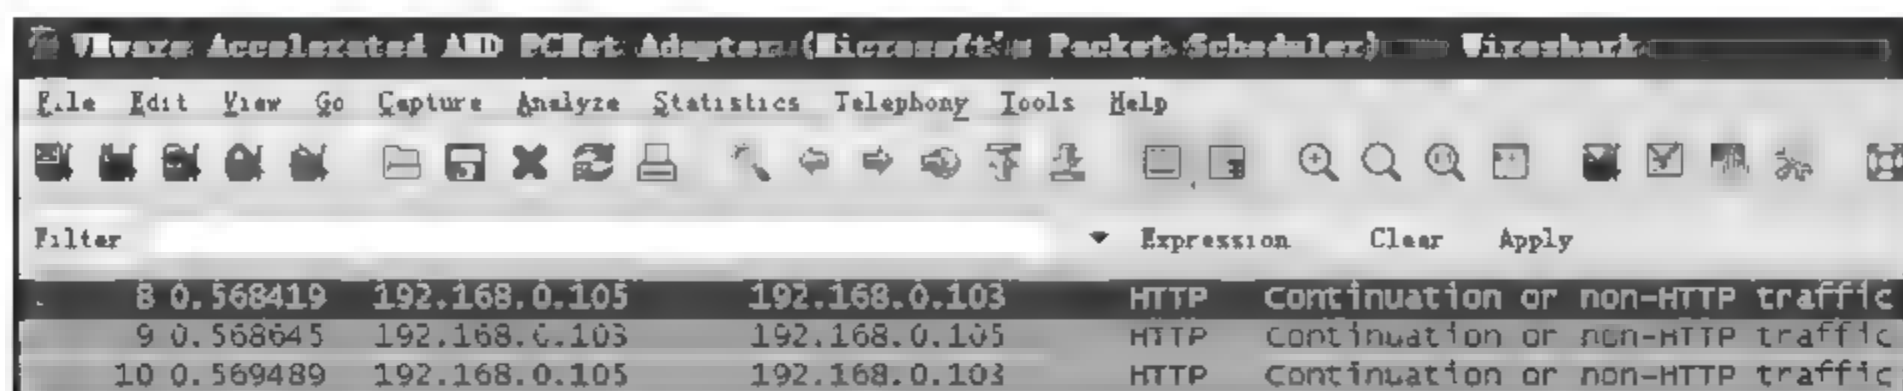 VMware Accelerated AMD PCNet Adapter (Microsoft's Packet Scheduler) Wireshark
File Edit View Go Capture Analyze Statistics Telephony Tools Help
Filter Expression Clear Apply
8 0.568419 192.168.0.105 192.168.0.103 HTTP Continuation or non-HTTP traffic
9 0.568645 192.168.0.103 192.168.0.105 HTTP Continuation or non-HTTP traffic
10 0.569489 192.168.0.105 192.168.0.103 HTTP Continuation or non-HTTP traffic